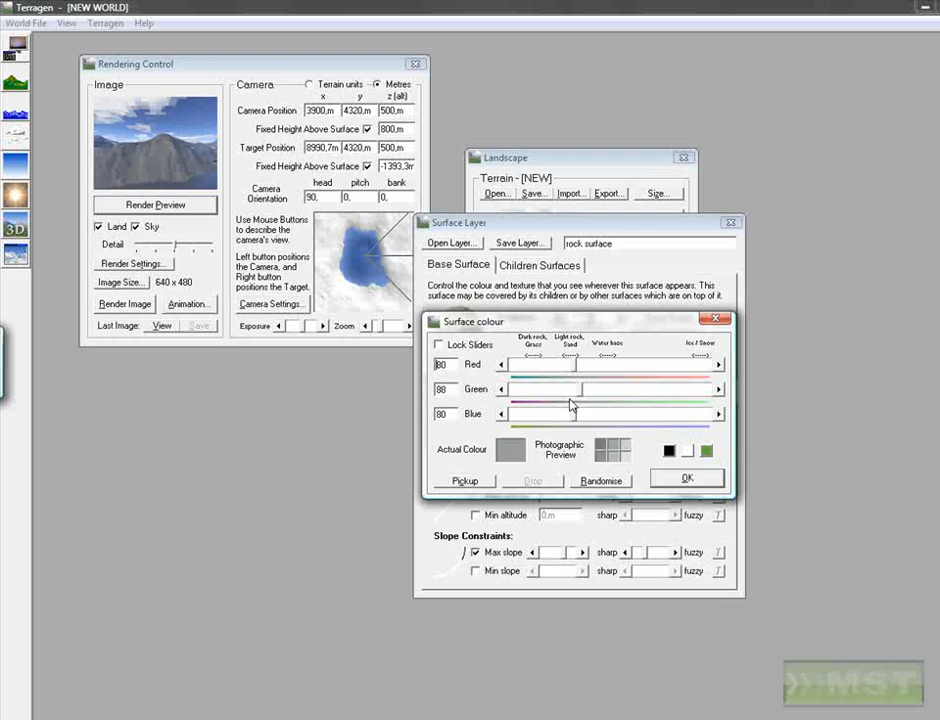 Terragen - [NEW WORLD]
World File View Terragen Help
Rendering Control
Image
Render Preview
Land Sky
Detail
Render Settings...
Image Size... 640 x 480
Render Image Animation...
Last Image: View Save
Camera Terrain units Metres
x y z (alt)
Camera Position 3900,m 4320,m 500,m
Fixed Height Above Surface 800,m
Target Position 8990,7m 4320,m 500,m
Fixed Height Above Surface -1393,3m
head pitch bank
Camera Orientation 90, 0, 0,
Use Mouse Buttons
to describe the
camera's view.
Left button
positions the
Camera, and
Right button
positions the Target.
Camera Settings...
Exposure Zoom
Landscape
Terrain - [NEW]
Open... Save... Import... Export... Size...
Surface Layer
Open Layer... Save Layer... rock surface
Base Surface Children Surfaces
Control the colour and texture that you see wherever this surface appears. This
surface may be covered by its children or by other surfaces which are on top of it.
Surface colour
Lock Sliders
Dark rock, Grass Light rock, Sand Water haze Ice / Snow
80 Red
88 Green
80 Blue
Actual Colour Photographic Preview
Pickup Drop Randomise OK
Min altitude 0,m sharp fuzzy T
Slope Constraints:
Max slope sharp fuzzy T
Min slope sharp fuzzy T
3D
>> MST